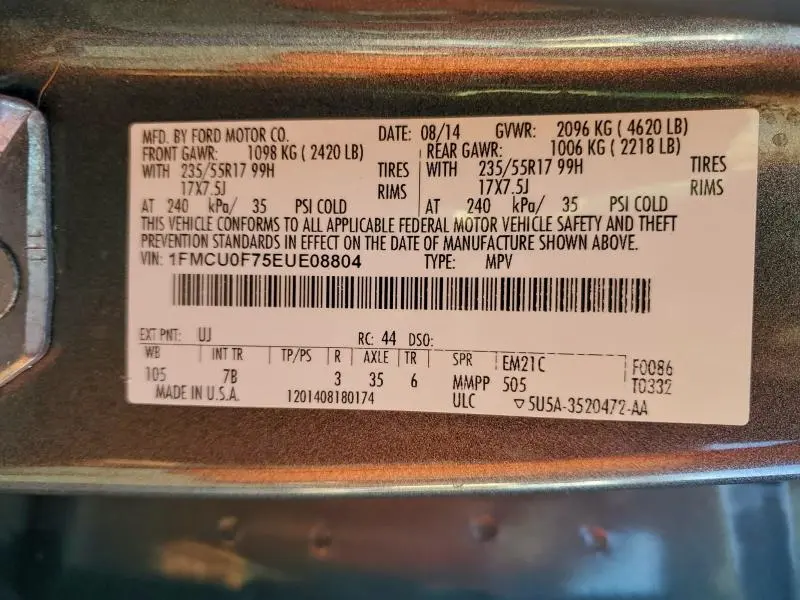 MFD. BY FORD MOTOR CO. DATE: 08/14 GVWR: 2096 KG ( 4620 LB)
FRONT GAWR: 1098 KG ( 2420 LB) REAR GAWR: 1006 KG ( 2218 LB)
WITH 235/55R17 99H TIRES WITH 235/55R17 99H TIRES
17X7.5J RIMS 17X7.5J RIMS
AT 240 kPa/ 35 PSI COLD AT 240 kPa/ 35 PSI COLD
THIS VEHICLE CONFORMS TO ALL APPLICABLE FEDERAL MOTOR VEHICLE SAFETY AND THEFT
PREVENTION STANDARDS IN EFFECT ON THE DATE OF MANUFACTURE SHOWN ABOVE.
VIN: 1FMCU0F75EUE08804 TYPE: MPV
EXT PNT: UJ RC: 44 DSO:
WB INT TR TP/PS R AXLE TR SPR EM21C F0086
105 7B 3 35 6 MMPP 505 T0332
MADE IN U.S.A. 1201408180174 ULC ▽5U5A-3520472-AA